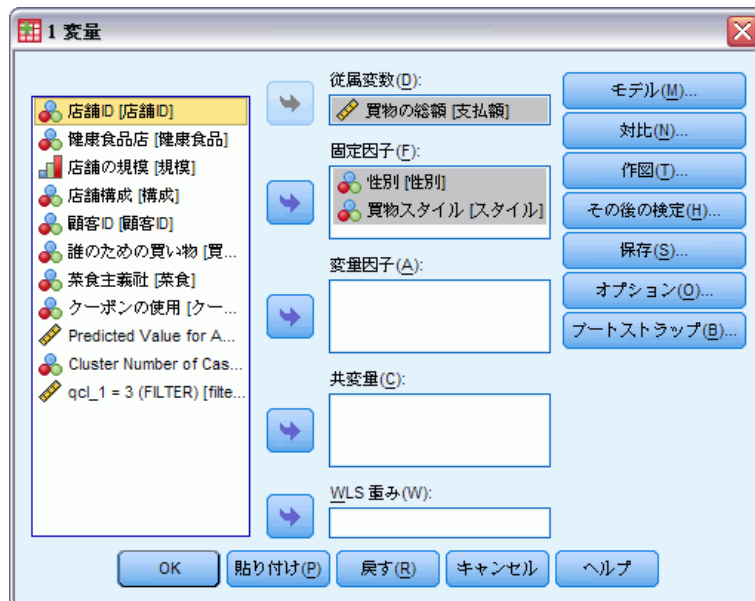 1 変量
店舗ID [店舗ID]
健康食品店 [健康食品]
店舗の規模 [規模]
店舗構成 [構成]
顧客ID [顧客ID]
誰のための買い物 [買...
菜食主義社 [菜食]
クーポンの使用 [クー...
Predicted Value for A...
Cluster Number of Cas...
qcl_1 = 3 (FILTER) [filte...
従属変数(D):
買物の総額 [支払額]
固定因子(F):
性別 [性別]
買物スタイル [スタイル]
変量因子(A):
共変量(C):
WLS 重み(W):
モデル(M)...
対比(N)...
作図(T)...
その後の検定(H)...
保存(S)...
オプション(O)...
ブートストラップ(B)...
OK
貼り付け(P)
戻す(R)
キャンセル
ヘルプ